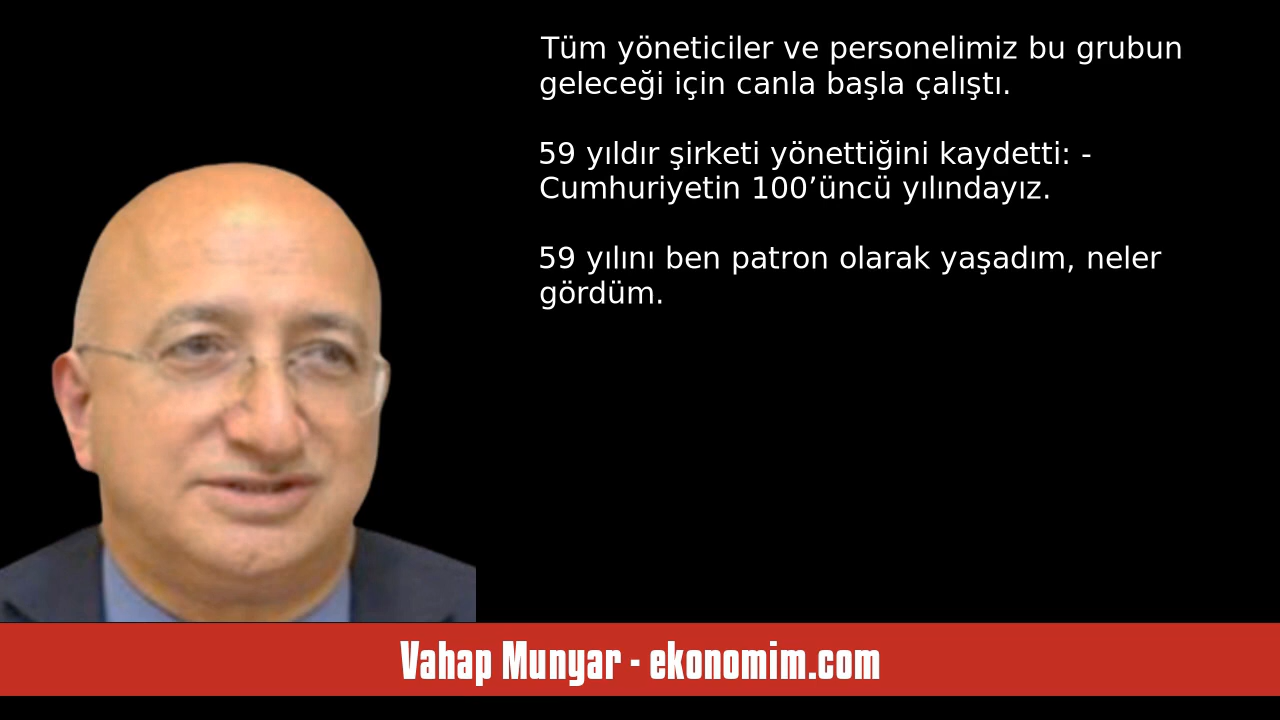 Tüm yöneticiler ve personelimiz bu grubun
geleceği için canla başla çalıştı.
59 yıldır şirketi yönettiğini kaydetti: -
Cumhuriyetin 100’üncü yılındayız.
59 yılını ben patron olarak yaşadım, neler
gördüm.
Vahap Munyar - ekonomim.com